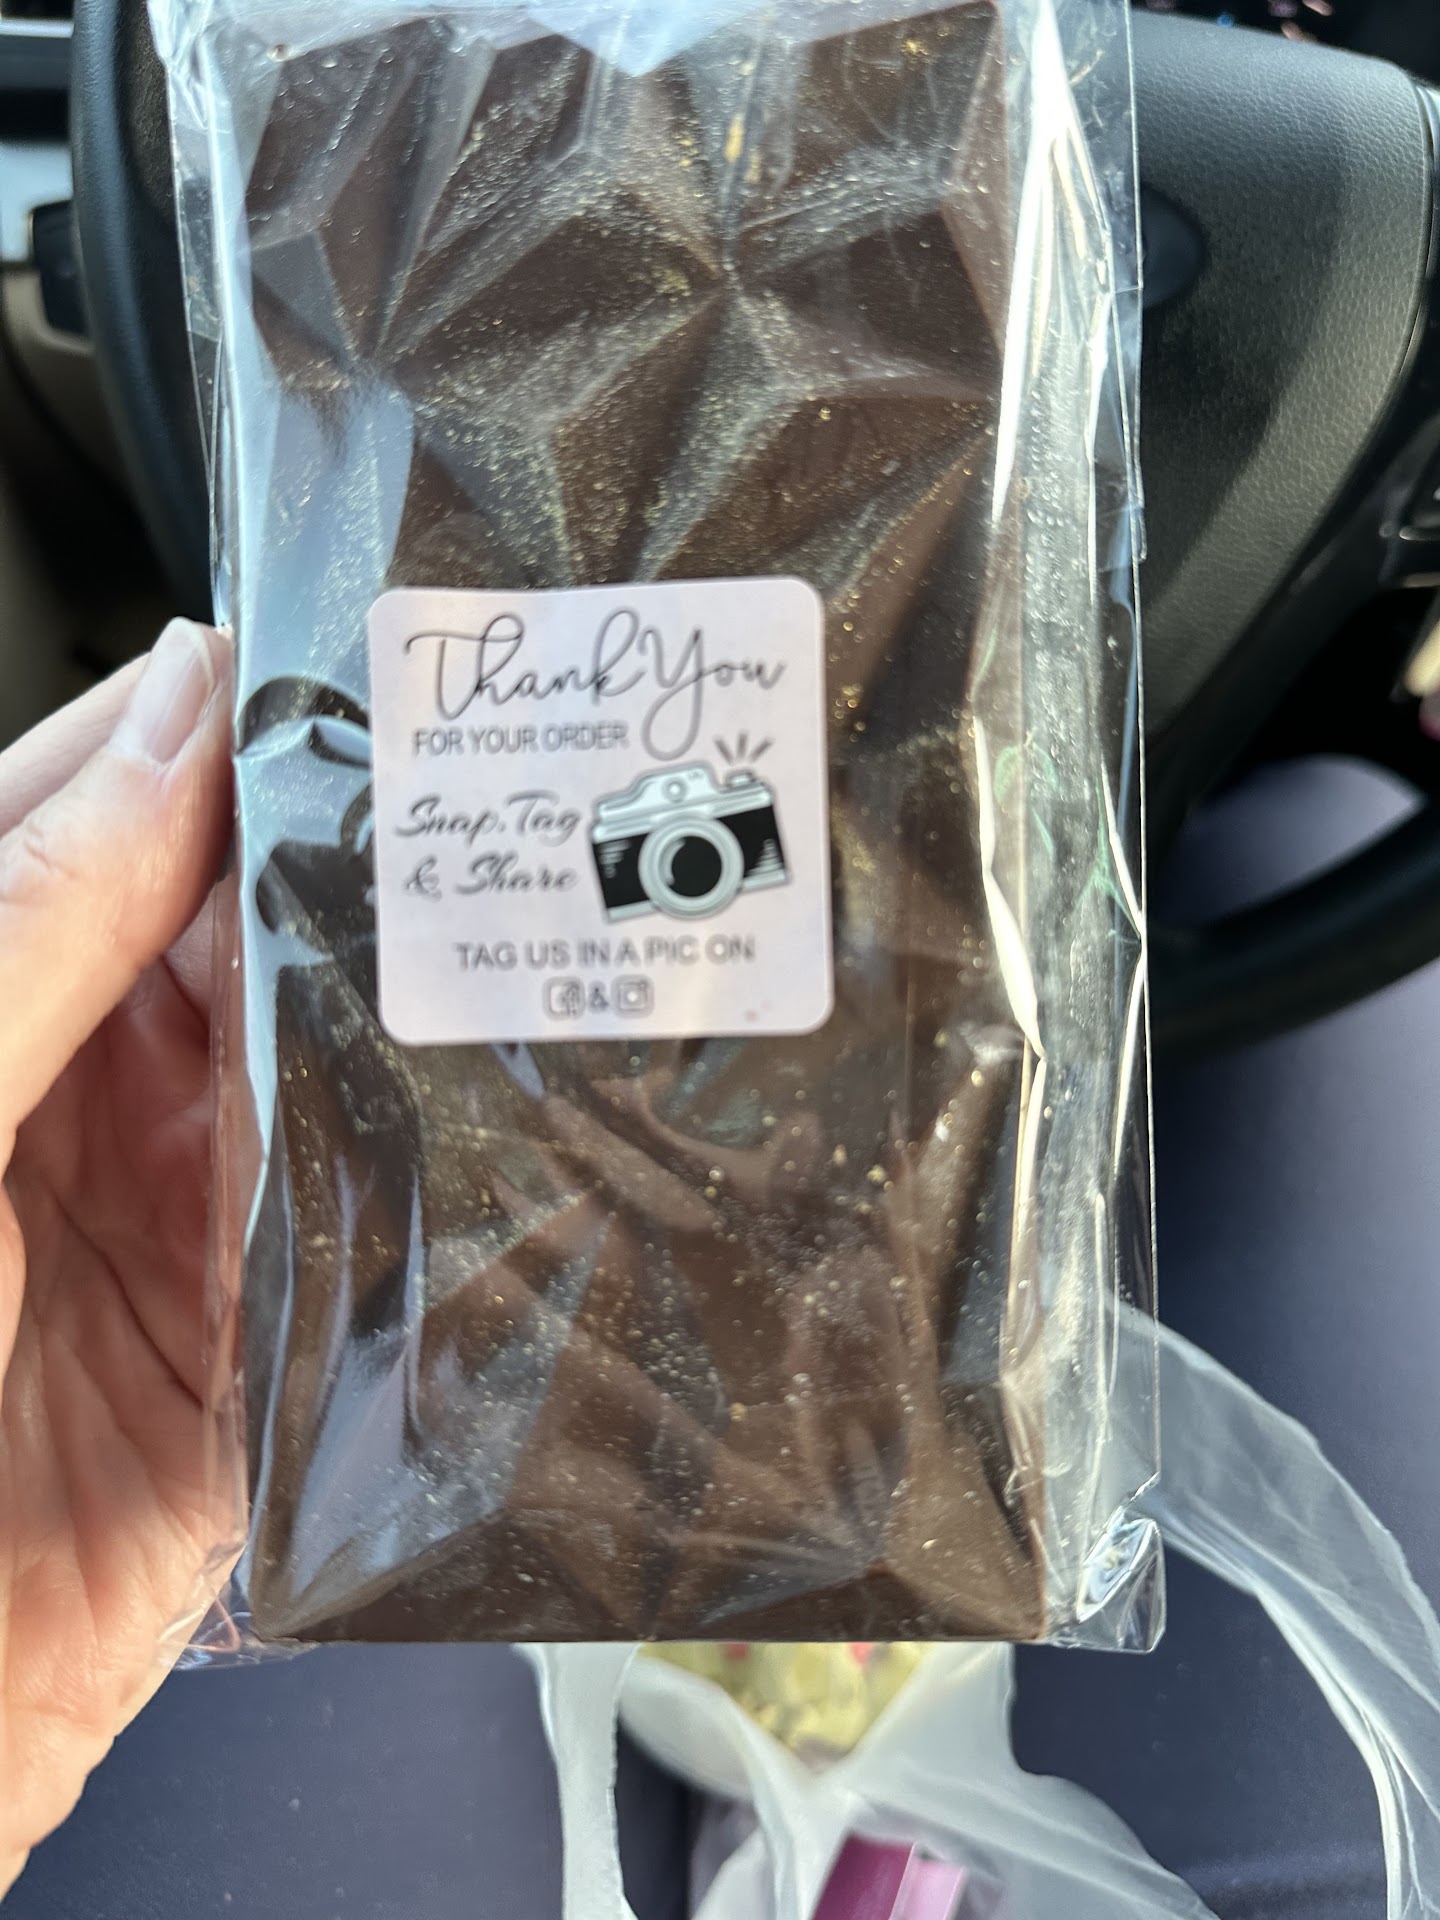 Thank You
FOR YOUR ORDER
Snap, Tag
& Share
TAG US IN A PIC ON
&